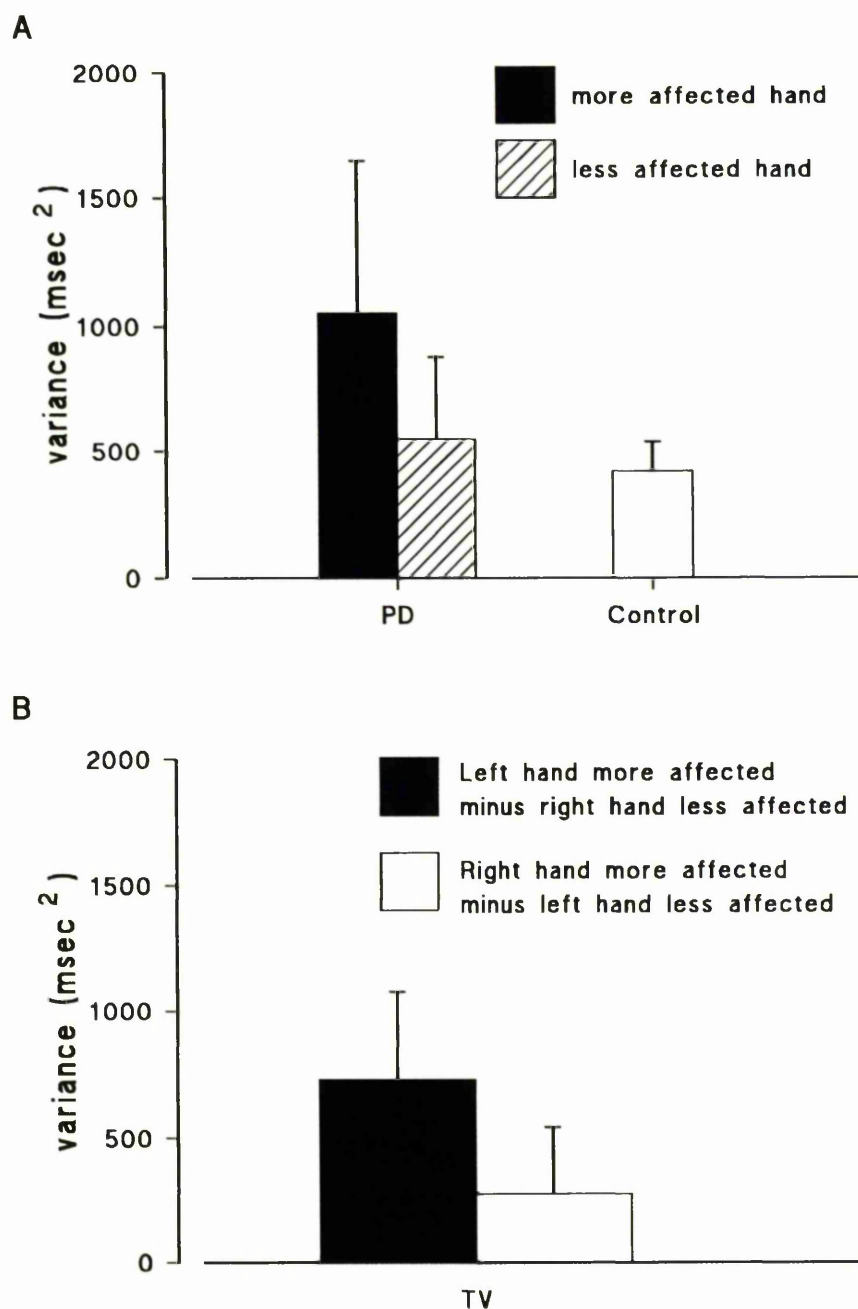 A
2000
1500
1000
500
0
variance (msec 2)
more affected hand
less affected hand
PD Control
B
2000
1500
1000
500
0
variance (msec 2)
Left hand more affected
minus right hand less affected
Right hand more affected
minus left hand less affected
TV